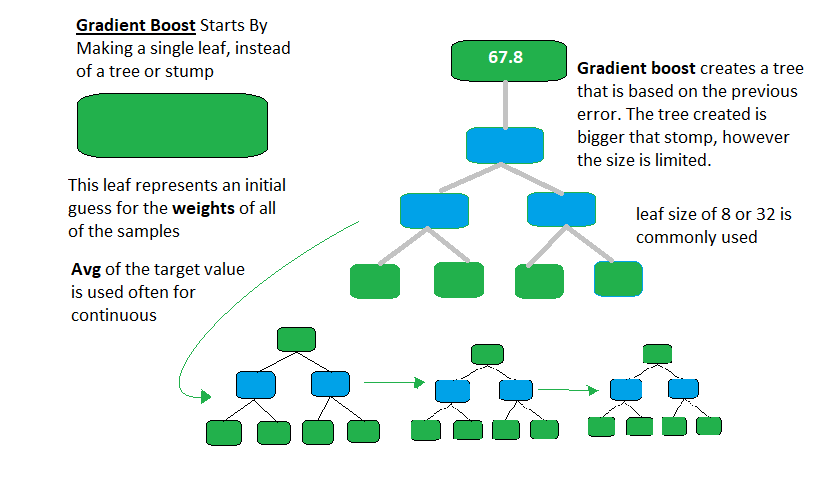 Gradient Boost Starts By
Making a single leaf, instead
of a tree or stump
67.8
Gradient boost creates a tree
that is based on the previous
error. The tree created is
bigger that stomp, however
the size is limited.
This leaf represents an initial
guess for the weights of all
of the samples
leaf size of 8 or 32 is
commonly used
Avg of the target value
is used often for
continuous